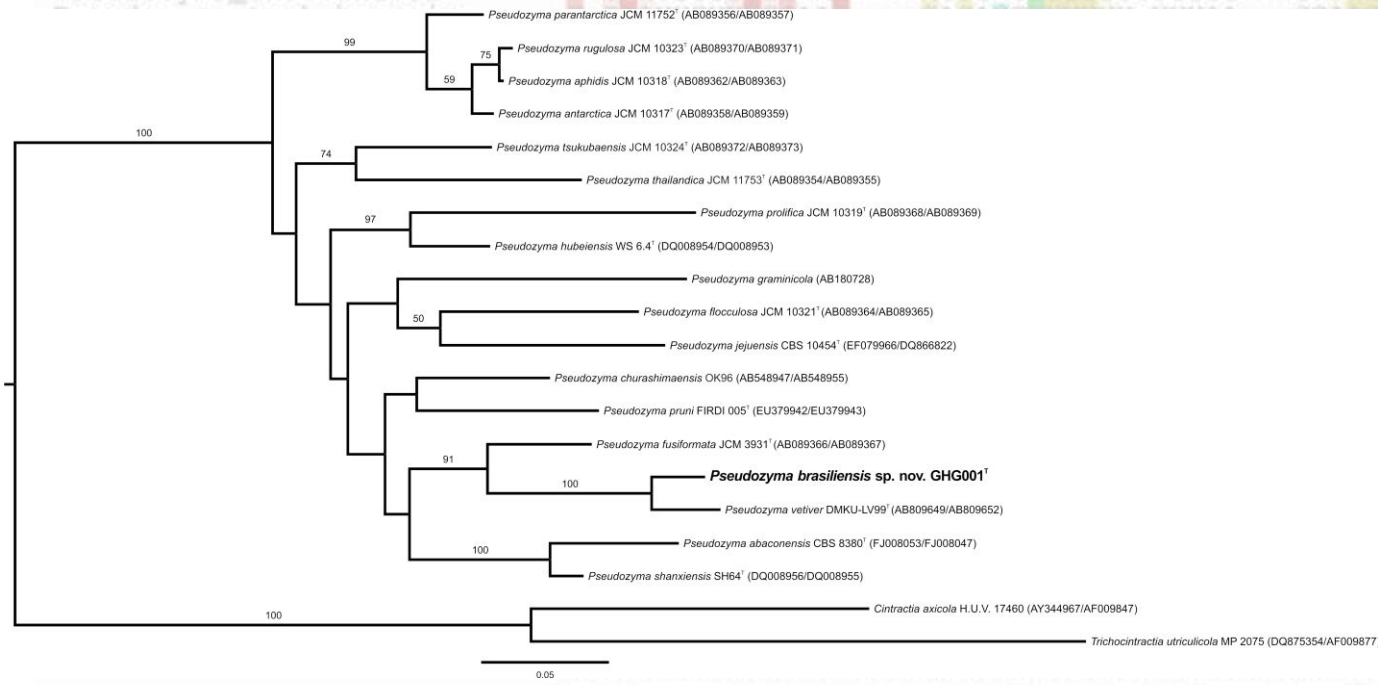 Pseudozyma parantarctica JCM 11752ᵀ (AB089356/AB089357)
99
Pseudozyma rugulosa JCM 10323ᵀ (AB089370/AB089371)
75
Pseudozyma aphidis JCM 10318ᵀ (AB089362/AB089363)
59
Pseudozyma antarctica JCM 10317ᵀ (AB089358/AB089359)
100
Pseudozyma tsukubaensis JCM 10324ᵀ (AB089372/AB089373)
74
Pseudozyma thailandica JCM 11753ᵀ (AB089354/AB089355)
Pseudozyma prolifica JCM 10319ᵀ (AB089368/AB089369)
97
Pseudozyma hubeiensis WS 6.4ᵀ (DQ008954/DQ008953)
Pseudozyma graminicola (AB180728)
Pseudozyma flocculosa JCM 10321ᵀ (AB089364/AB089365)
50
Pseudozyma jejuensis CBS 10454ᵀ (EF079966/DQ866822)
Pseudozyma churashimaensis OK96 (AB548947/AB548955)
Pseudozyma pruni FIRDI 005ᵀ (EU379942/EU379943)
Pseudozyma fusiformata JCM 3931ᵀ (AB089366/AB089367)
91
Pseudozyma brasiliensis sp. nov. GHG001ᵀ
100
Pseudozyma vetiver DMKU-LV99ᵀ (AB809649/AB809652)
Pseudozyma abaconensis CBS 8380ᵀ (FJ008053/FJ008047)
100
Pseudozyma shanxiensis SH64ᵀ (DQ008956/DQ008955)
Cintractia axicola H.U.V. 17460 (AY344967/AF009847)
100
Trichocintractia utriculicola MP 2075 (DQ875354/AF009877)
0.05